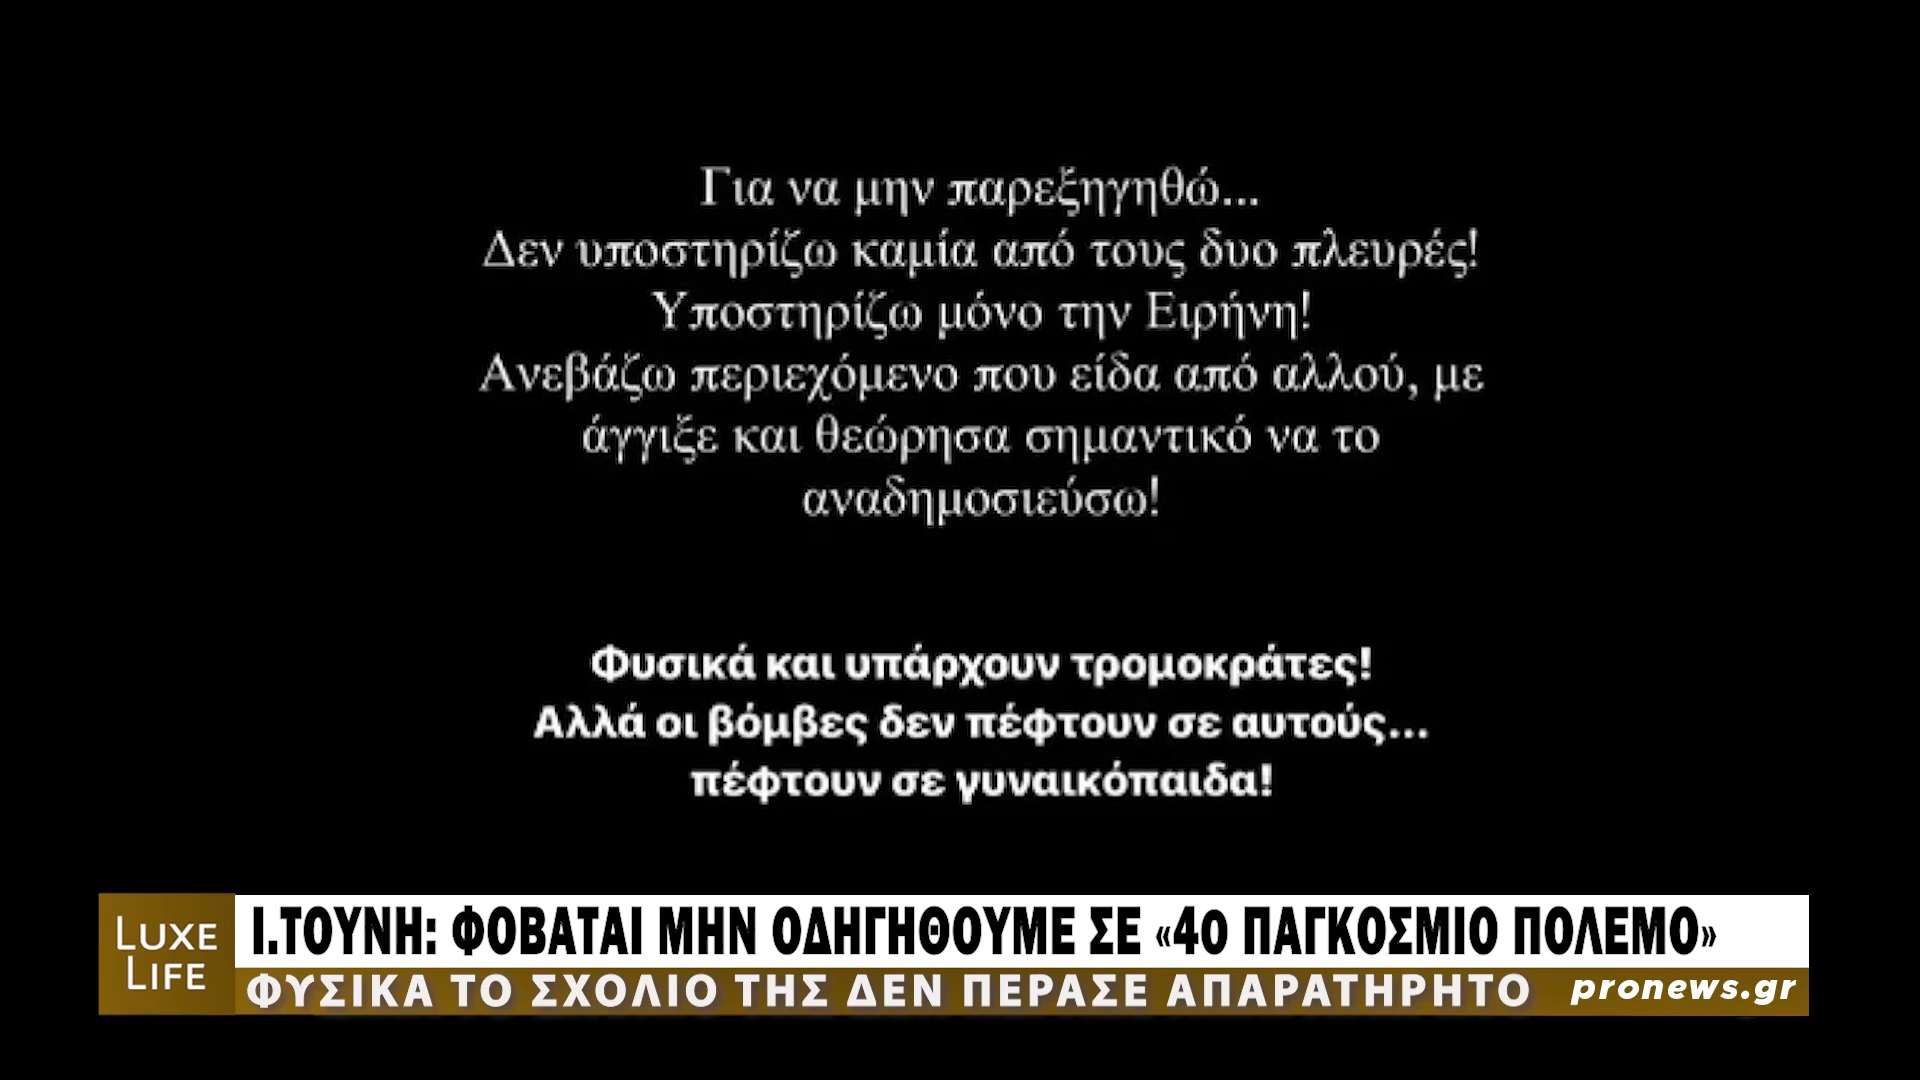 Για να μην παρεξηγηθώ...
Δεν υποστηρίζω καμία από τους δυο πλευρές!
Υποστηρίζω μόνο την Ειρήνη!
Ανεβάζω περιεχόμενο που είδα από αλλού, με
άγγιξε και θεώρησα σημαντικό να το
αναδημοσιεύσω!
Φυσικά και υπάρχουν τρομοκράτες!
Αλλά οι βόμβες δεν πέφτουν σε αυτούς...
πέφτουν σε γυναικόπαιδα!
LUXE
LIFE
Ι.ΤΟΥΝΗ: ΦΟΒΑΤΑΙ ΜΗΝ ΟΔΗΓΗΘΟΥΜΕ ΣΕ «4ο ΠΑΓΚΟΣΜΙΟ ΠΟΛΕΜΟ»
ΦΥΣΙΚΑ ΤΟ ΣΧΟΛΙΟ ΤΗΣ ΔΕΝ ΠΕΡΑΣΕ ΑΠΑΡΑΤΗΡΗΤΟ
pronews.gr